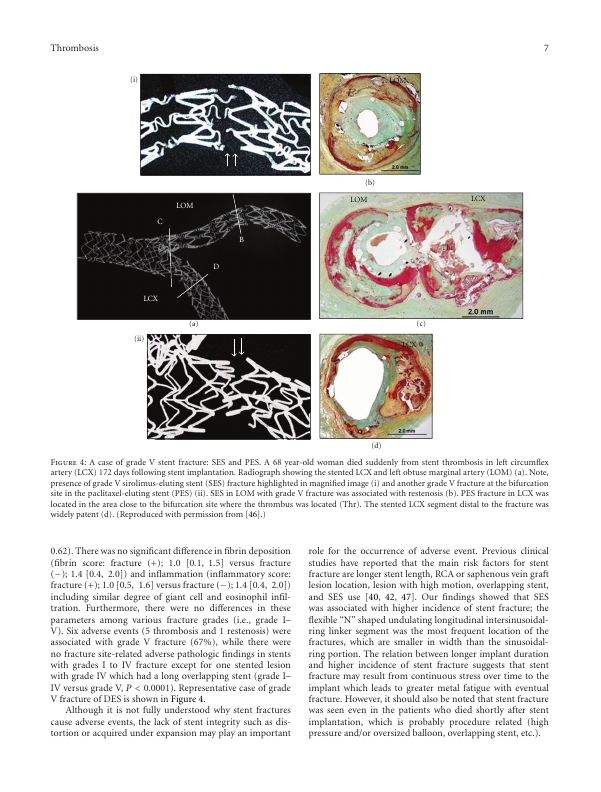 Thrombosis
7
(i)
LOM
2.0 mm
(b)
LOM
C
B
D
LCX
(a)
LOM
LCX
2.0 mm
(c)
(ii)
LCX
2.0 mm
(d)
Figure 4: A case of grade V stent fracture: SES and PES. A 68 year-old woman died suddenly from stent thrombosis in left circumflex
artery (LCX) 172 days following stent implantation. Radiograph showing the stented LCX and left obtuse marginal artery (LOM) (a). Note,
presence of grade V sirolimus-eluting stent (SES) fracture highlighted in magnified image (i) and another grade V fracture at the bifurcation
site in the paclitaxel-eluting stent (PES) (ii). SES in LOM with grade V fracture was associated with restenosis (b). PES fracture in LCX was
located in the area close to the bifurcation site where the thrombus was located (Thr). The stented LCX segment distal to the fracture was
widely patent (d). (Reproduced with permission from [46].)
0.62). There was no significant difference in fibrin deposition
(fibrin score: fracture (+); 1.0 [0.1, 1.5] versus fracture
(−); 1.4 [0.4, 2.0]) and inflammation (inflammatory score:
fracture (+); 1.0 [0.5, 1.6] versus fracture (−); 1.4 [0.4, 2.0])
including similar degree of giant cell and eosinophil infil-
tration. Furthermore, there were no differences in these
parameters among various fracture grades (i.e., grade I–
V). Six adverse events (5 thrombosis and 1 restenosis) were
associated with grade V fracture (67%), while there were
no fracture site-related adverse pathologic findings in stents
with grades I to IV fracture except for one stented lesion
with grade IV which had a long overlapping stent (grade I–
IV versus grade V, P < 0.0001). Representative case of grade
V fracture of DES is shown in Figure 4.
Although it is not fully understood why stent fractures
cause adverse events, the lack of stent integrity such as dis-
tortion or acquired under expansion may play an important
role for the occurrence of adverse event. Previous clinical
studies have reported that the main risk factors for stent
fracture are longer stent length, RCA or saphenous vein graft
lesion location, lesion with high motion, overlapping stent,
and SES use [40, 42, 47]. Our findings showed that SES
was associated with higher incidence of stent fracture; the
flexible “N” shaped undulating longitudinal intersinusoidal-
ring linker segment was the most frequent location of the
fractures, which are smaller in width than the sinusoidal-
ring portion. The relation between longer implant duration
and higher incidence of stent fracture suggests that stent
fracture may result from continuous stress over time to the
implant which leads to greater metal fatigue with eventual
fracture. However, it should also be noted that stent fracture
was seen even in the patients who died shortly after stent
implantation, which is probably procedure related (high
pressure and/or oversized balloon, overlapping stent, etc.).